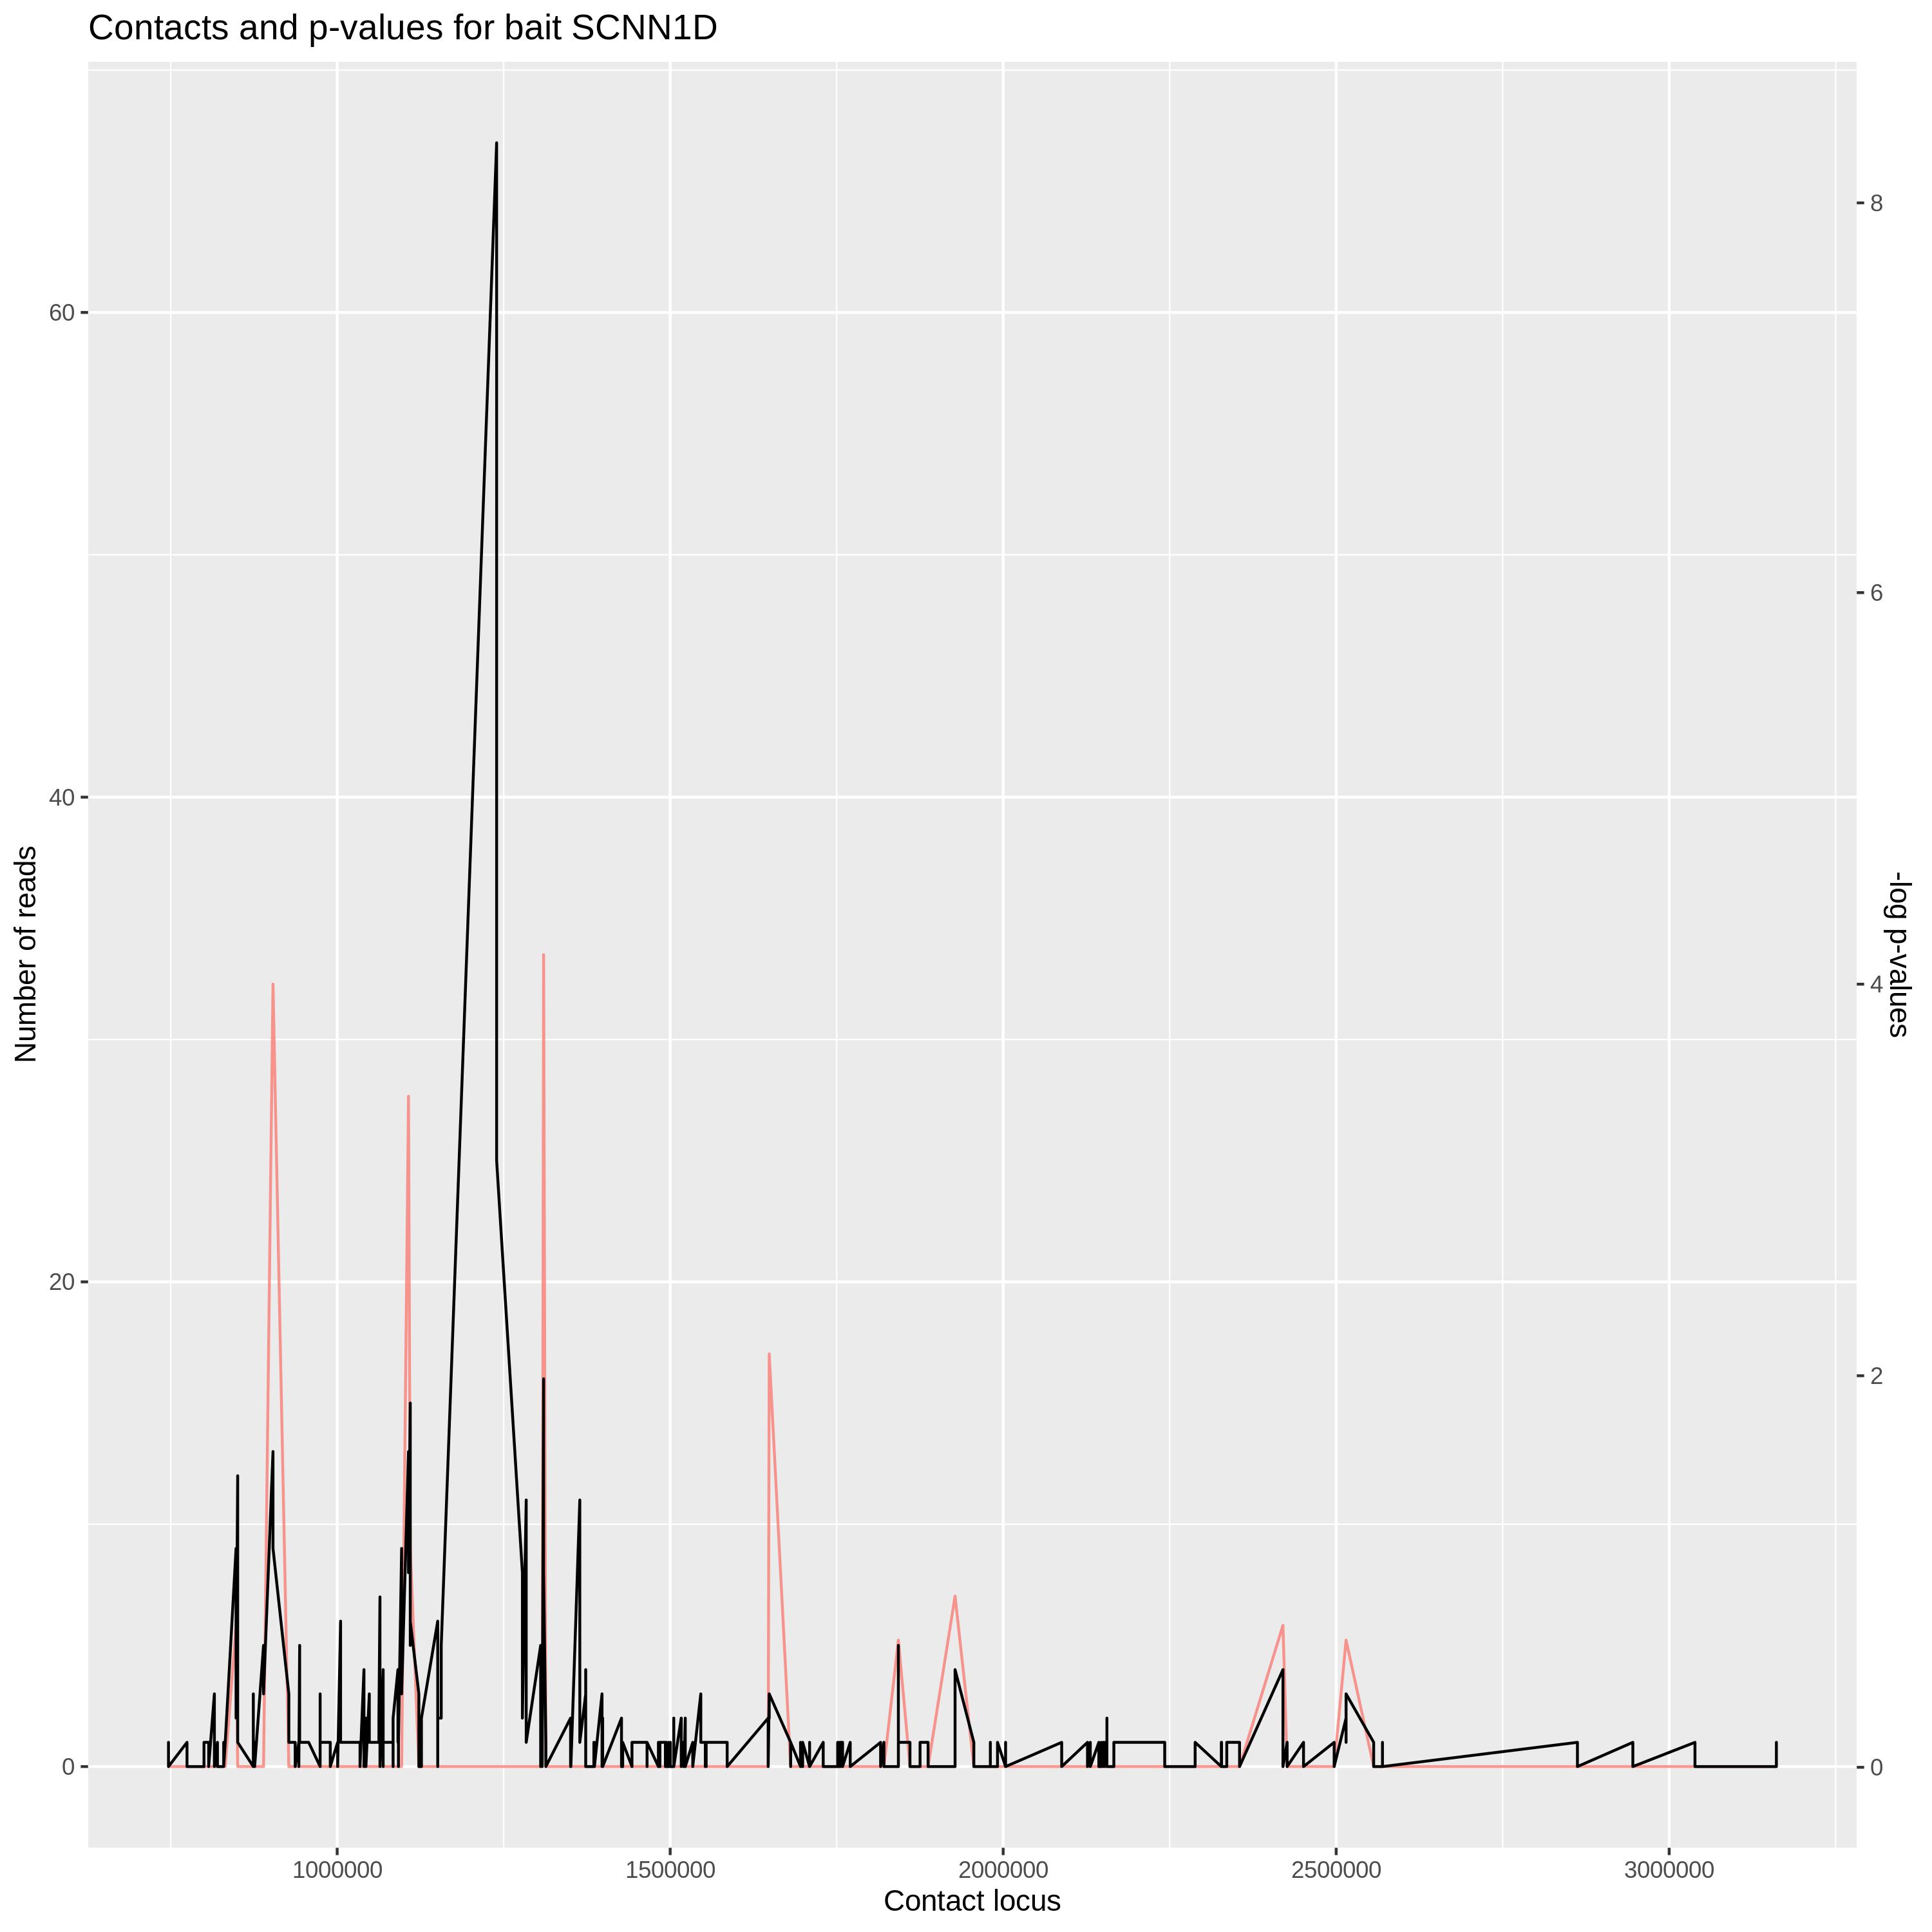 Contacts and p-values for bait SCNN1D
Number of reads
60
40
20
0
8
6
4
2
0
-log p-values
1000000 1500000 2000000 2500000 3000000
Contact locus